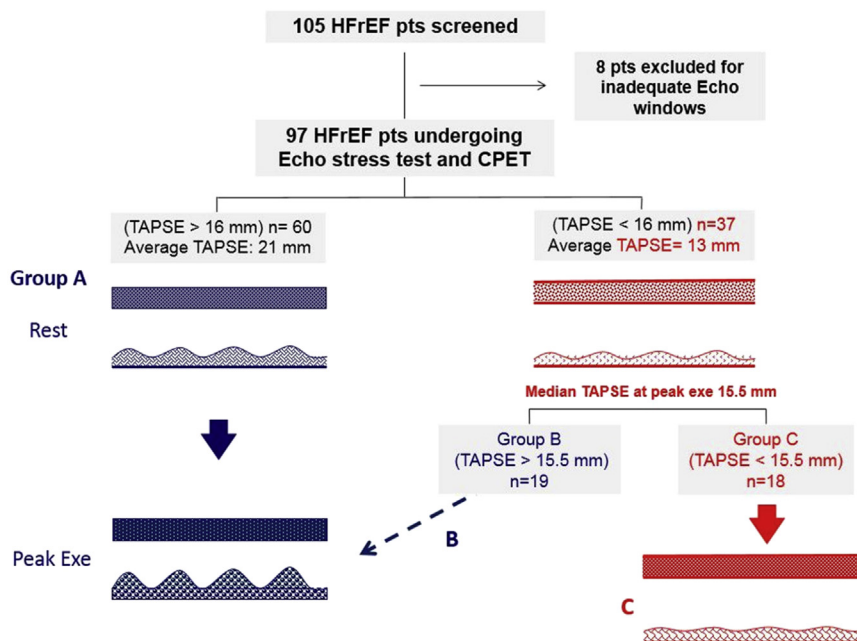 105 HFrEF pts screened
8 pts excluded for
inadequate Echo
windows
97 HFrEF pts undergoing
Echo stress test and CPET
(TAPSE > 16 mm) n= 60
Average TAPSE: 21 mm
(TAPSE < 16 mm) n=37
Average TAPSE= 13 mm
Group A
Rest
Median TAPSE at peak exe 15.5 mm
Group B
(TAPSE > 15.5 mm)
n=19
Group C
(TAPSE < 15.5 mm)
n=18
B
Peak Exe
C